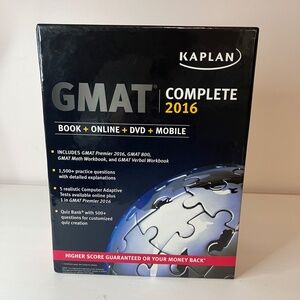 KAPLAN
GMAT® COMPLETE
2016
BOOK + ONLINE + DVD + MOBILE
INCLUDES GMAT Premier 2016, GMAT 800,
GMAT Math Workbook, and GMAT Verbal Workbook
1,500+ practice questions
with detailed explanations
5 realistic Computer Adaptive
Tests available online plus
1 in GMAT Premier 2016
Quiz Bank® with 500+
questions for customized
quiz creation
HIGHER SCORE GUARANTEED OR YOUR MONEY BACK